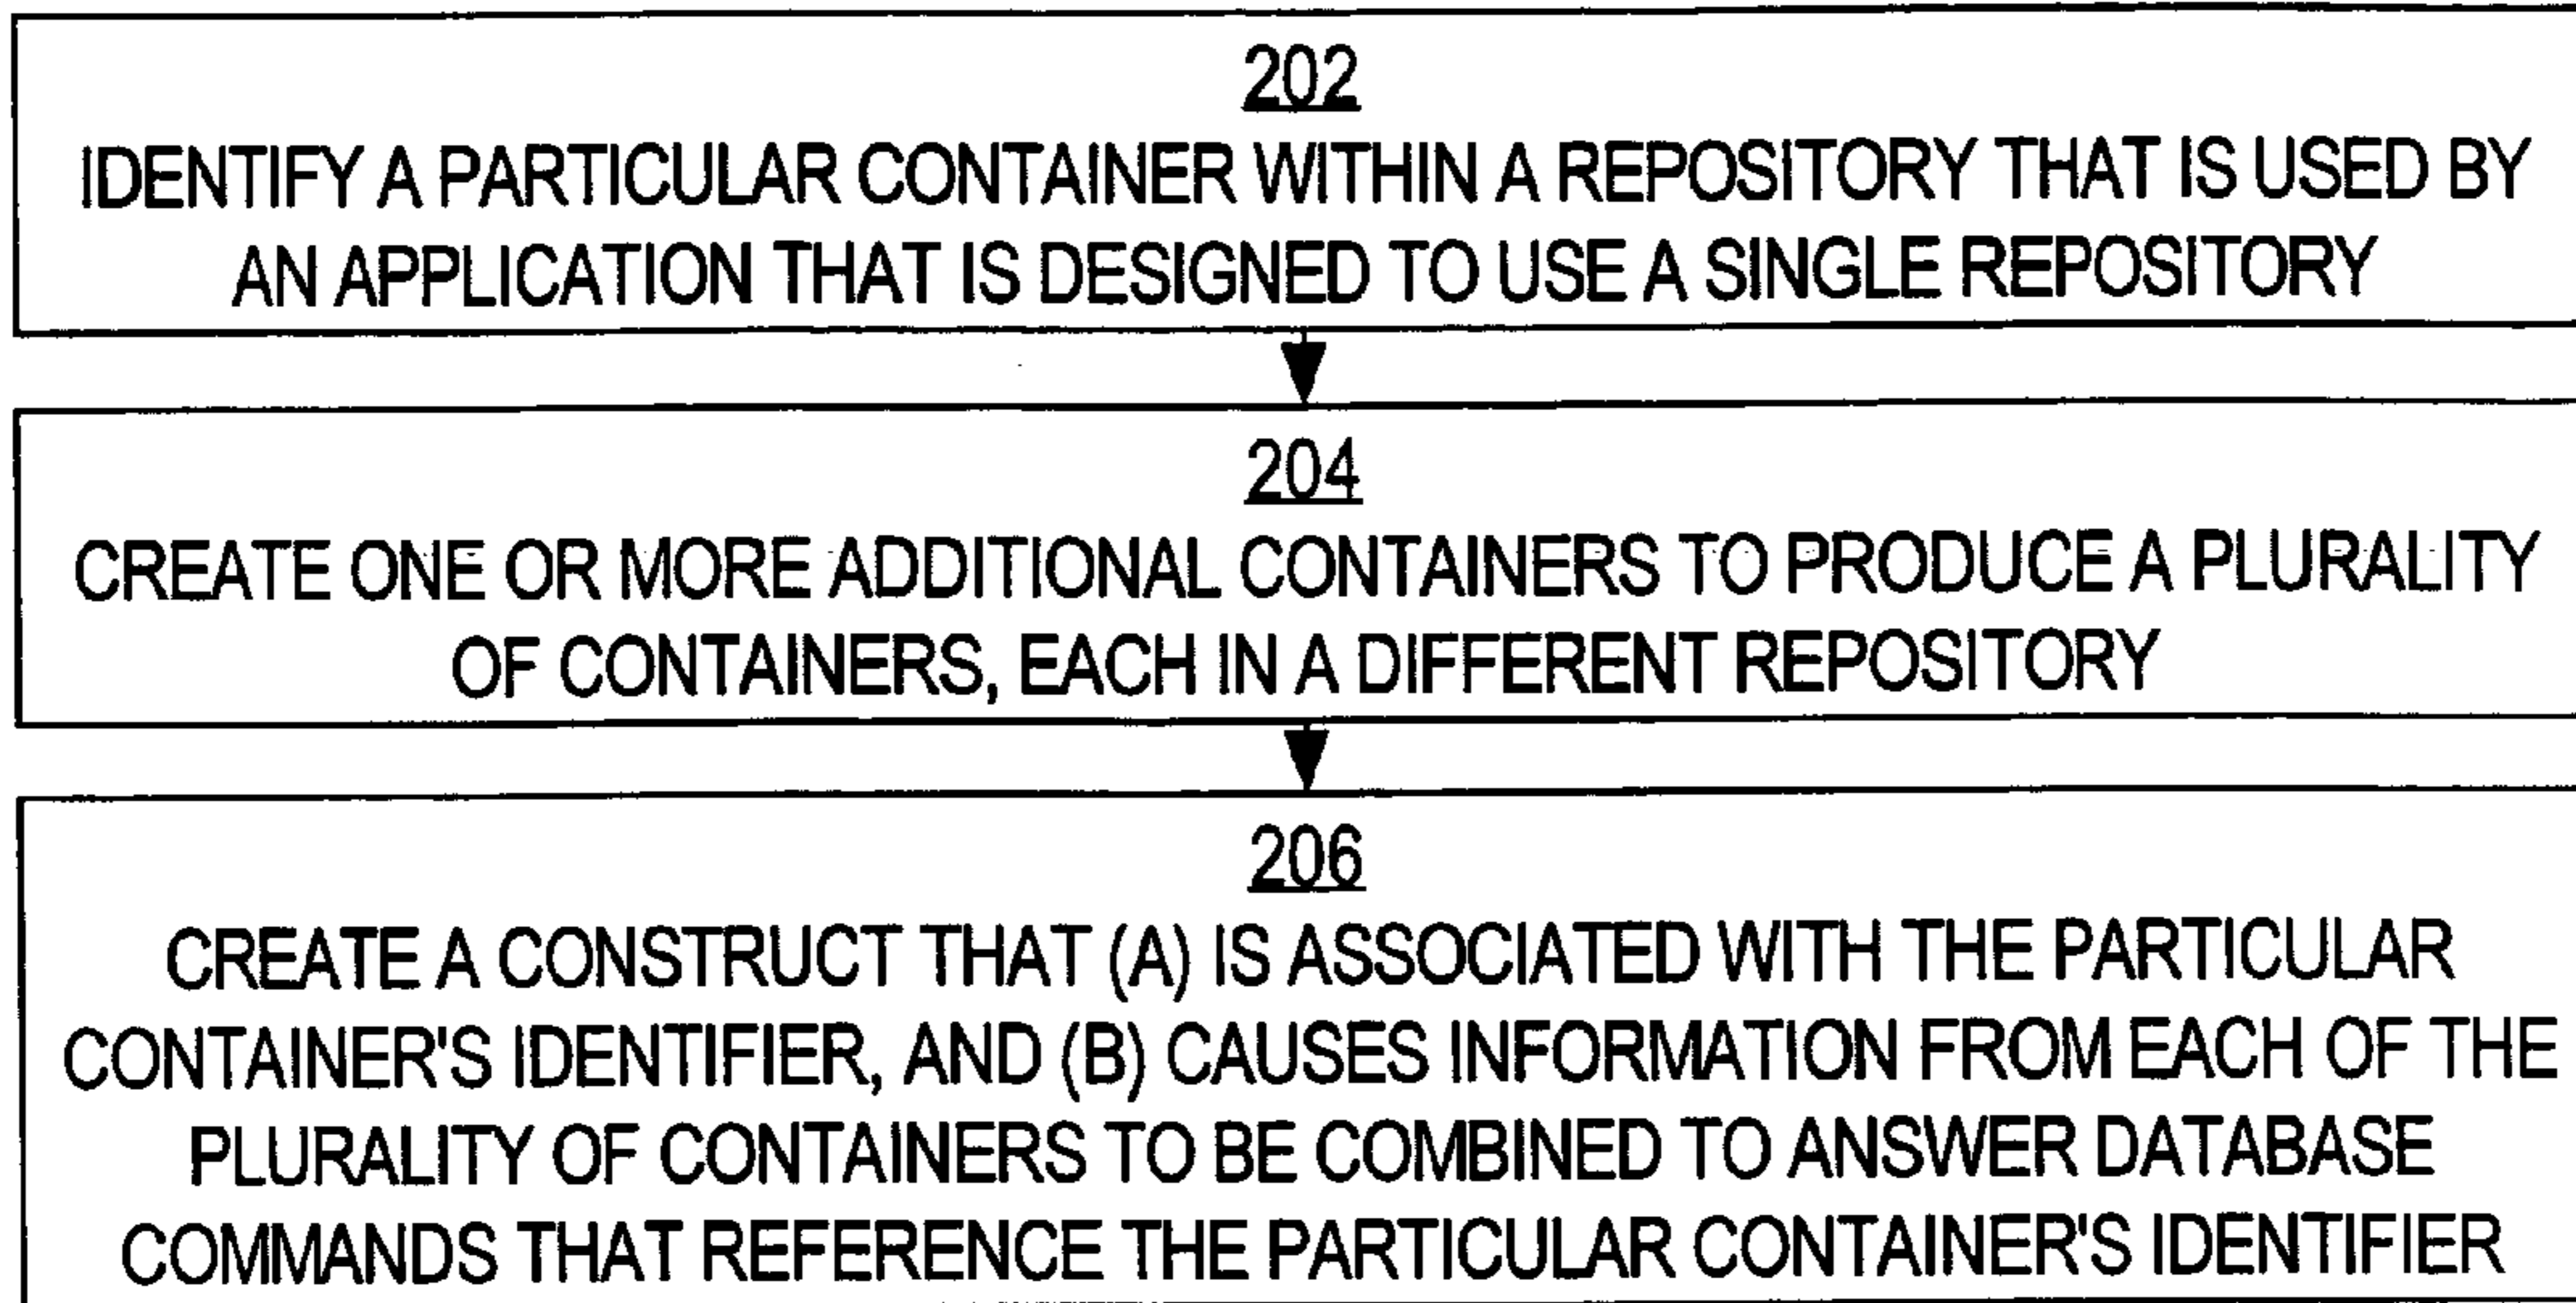 202
IDENTIFY A PARTICULAR CONTAINER WITHIN A REPOSITORY THAT IS USED BY
AN APPLICATION THAT IS DESIGNED TO USE A SINGLE REPOSITORY
204
CREATE ONE OR MORE ADDITIONAL CONTAINERS TO PRODUCE A PLURALITY
OF CONTAINERS, EACH IN A DIFFERENT REPOSITORY
206
CREATE A CONSTRUCT THAT (A) IS ASSOCIATED WITH THE PARTICULAR
CONTAINER'S IDENTIFIER, AND (B) CAUSES INFORMATION FROM EACH OF THE
PLURALITY OF CONTAINERS TO BE COMBINED TO ANSWER DATABASE
COMMANDS THAT REFERENCE THE PARTICULAR CONTAINER'S IDENTIFIER